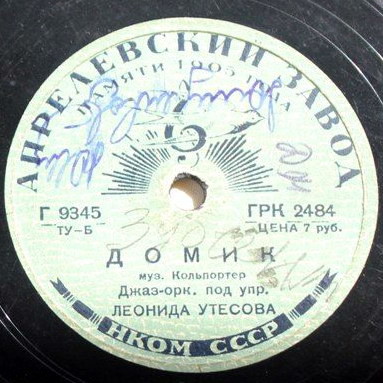 АПРЕЛЕВСКИЙ ЗАВОД
ПАМЯТИ 1905 ГОДА
Г 9345
ТУ-Б
ГРК 2484
ЦЕНА 7 руб.
ДОМИК
муз. Кольпортер
Джаз-орк. под упр.
ЛЕОНИДА УТЕСОВА
НКОМ СССР